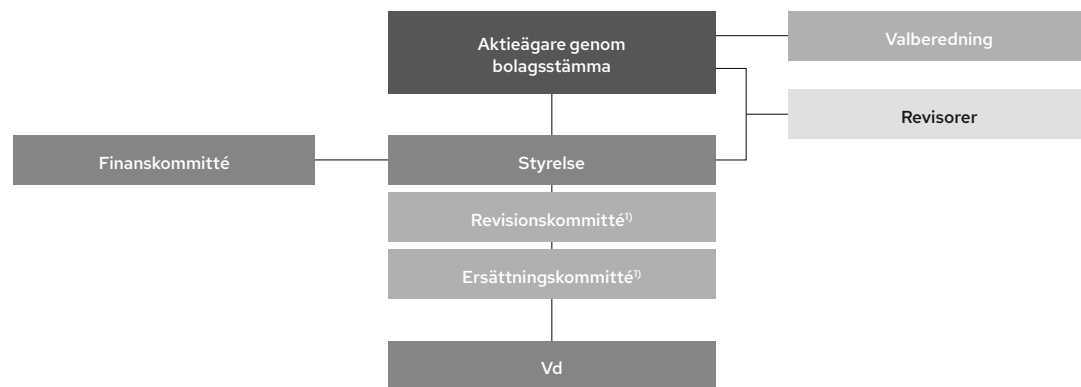 Aktieägare genom
bolagsstämma
Valberedning
Revisorer
Finanskommitté
Styrelse
Revisionskommitté¹⁾
Ersättningskommitté¹⁾
Vd